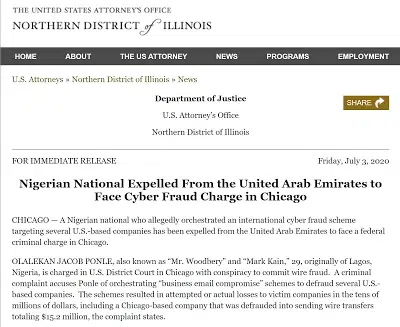 THE UNITED STATES ATTORNEY'S OFFICE
NORTHERN DISTRICT of ILLINOIS
HOME ABOUT THE US ATTORNEY NEWS PROGRAMS EMPLOYMENT
U.S. Attorneys » Northern District of Illinois » News
Department of Justice
SHARE
U.S. Attorney's Office
Northern District of Illinois
FOR IMMEDIATE RELEASE Friday, July 3, 2020
Nigerian National Expelled From the United Arab Emirates to
Face Cyber Fraud Charge in Chicago
CHICAGO — A Nigerian national who allegedly orchestrated an international cyber fraud scheme
targeting several U.S.-based companies has been expelled from the United Arab Emirates to face a federal
criminal charge in Chicago.
OLALEKAN JACOB PONLE, also known as “Mr. Woodbery” and “Mark Kain,” 29, originally of Lagos,
Nigeria, is charged in U.S. District Court in Chicago with conspiracy to commit wire fraud. A criminal
complaint accuses Ponle of orchestrating “business email compromise” schemes to defraud several U.S.-
based companies. The schemes resulted in attempted or actual losses to victim companies in the tens of
millions of dollars, including a Chicago-based company that was defrauded into sending wire transfers
totaling $15.2 million, the complaint states.